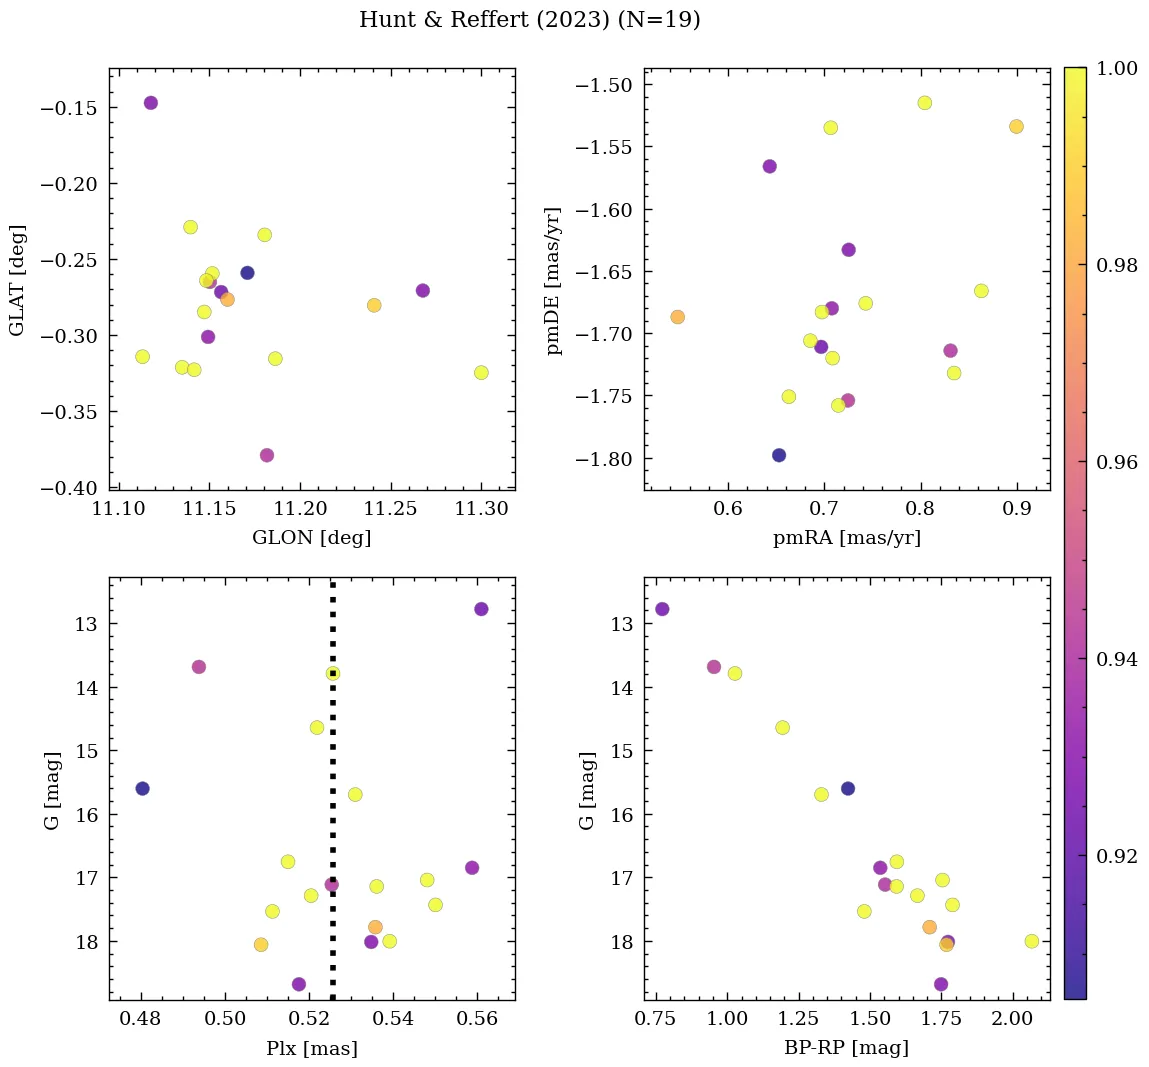 Hunt & Reffert (2023) (N=19)
−0.15
−0.20
−0.25
−0.30
−0.35
−0.40
GLAT [deg]
11.10 11.15 11.20 11.25 11.30
GLON [deg]
−1.50
−1.55
−1.60
−1.65
−1.70
−1.75
−1.80
pmDE [mas/yr]
0.6 0.7 0.8 0.9
pmRA [mas/yr]
1.00
0.98
0.96
0.94
0.92
13
14
15
16
17
18
G [mag]
0.48 0.50 0.52 0.54 0.56
Plx [mas]
13
14
15
16
17
18
G [mag]
0.75 1.00 1.25 1.50 1.75 2.00
BP-RP [mag]